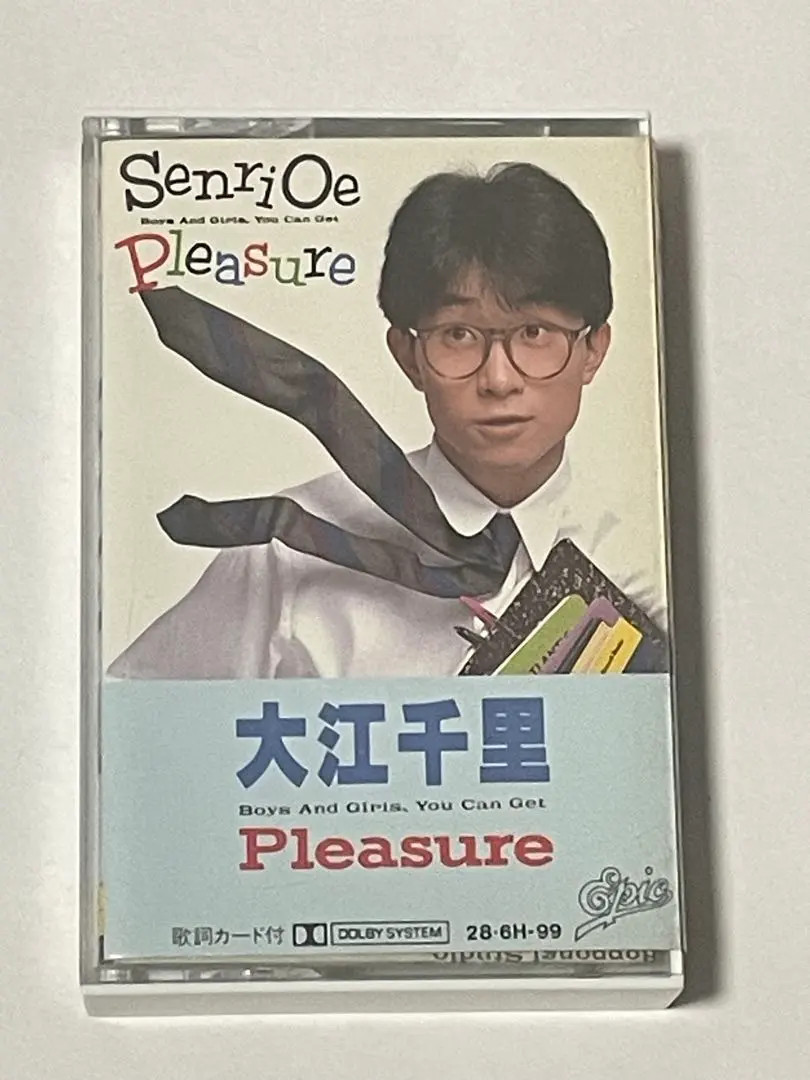 Senri Oe
Boys And Girls, You Can Get
Pleasure
大江千里
Boys And Girls, You Can Get
Pleasure
Epic
歌詞カード付 DOLBY SYSTEM 28·6H-99
Studio